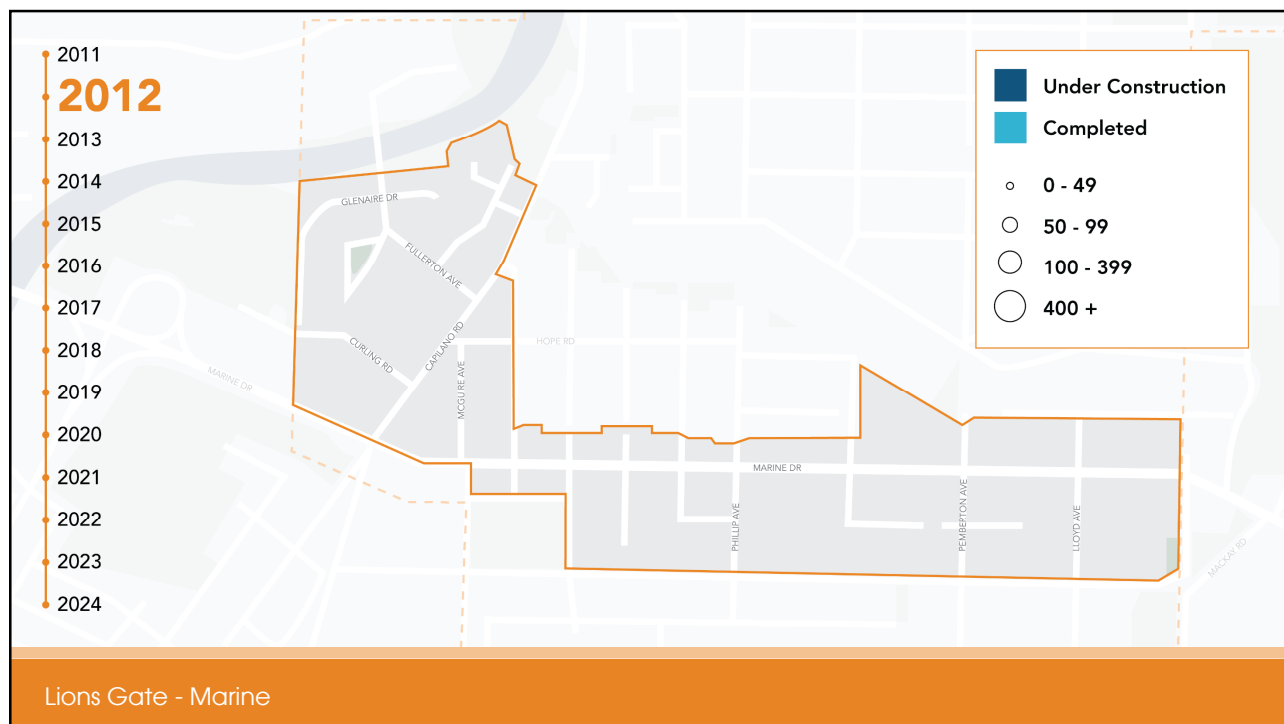 2011
2012
2013
2014
2015
2016
2017
2018
2019
2020
2021
2022
2023
2024
Under Construction
Completed
0 - 49
50 - 99
100 - 399
400 +
GLENAIRE DR
FULLERTON AVE
CAPILANO RD
CURLING RD
MARINE DR
HOPE RD
MCGUIRE AVE
MARINE DR
PHILLIP AVE
PEMBERTON AVE
LLOYD AVE
MACKAY RD
Lions Gate - Marine